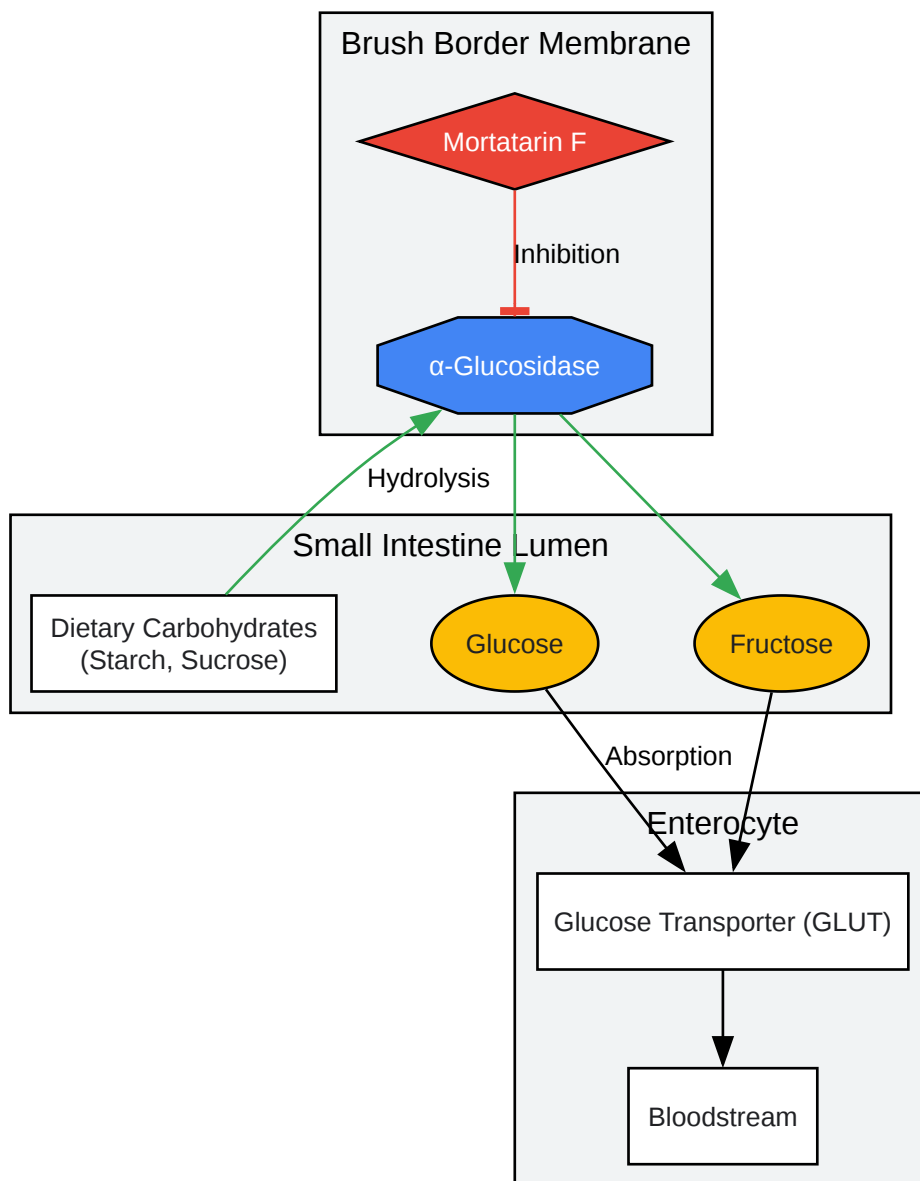 Brush Border Membrane
Mortatarin F
Inhibition
α-Glucosidase
Hydrolysis
Small Intestine Lumen
Dietary Carbohydrates
(Starch, Sucrose)
Glucose
Fructose
Absorption
Enterocyte
Glucose Transporter (GLUT)
Bloodstream